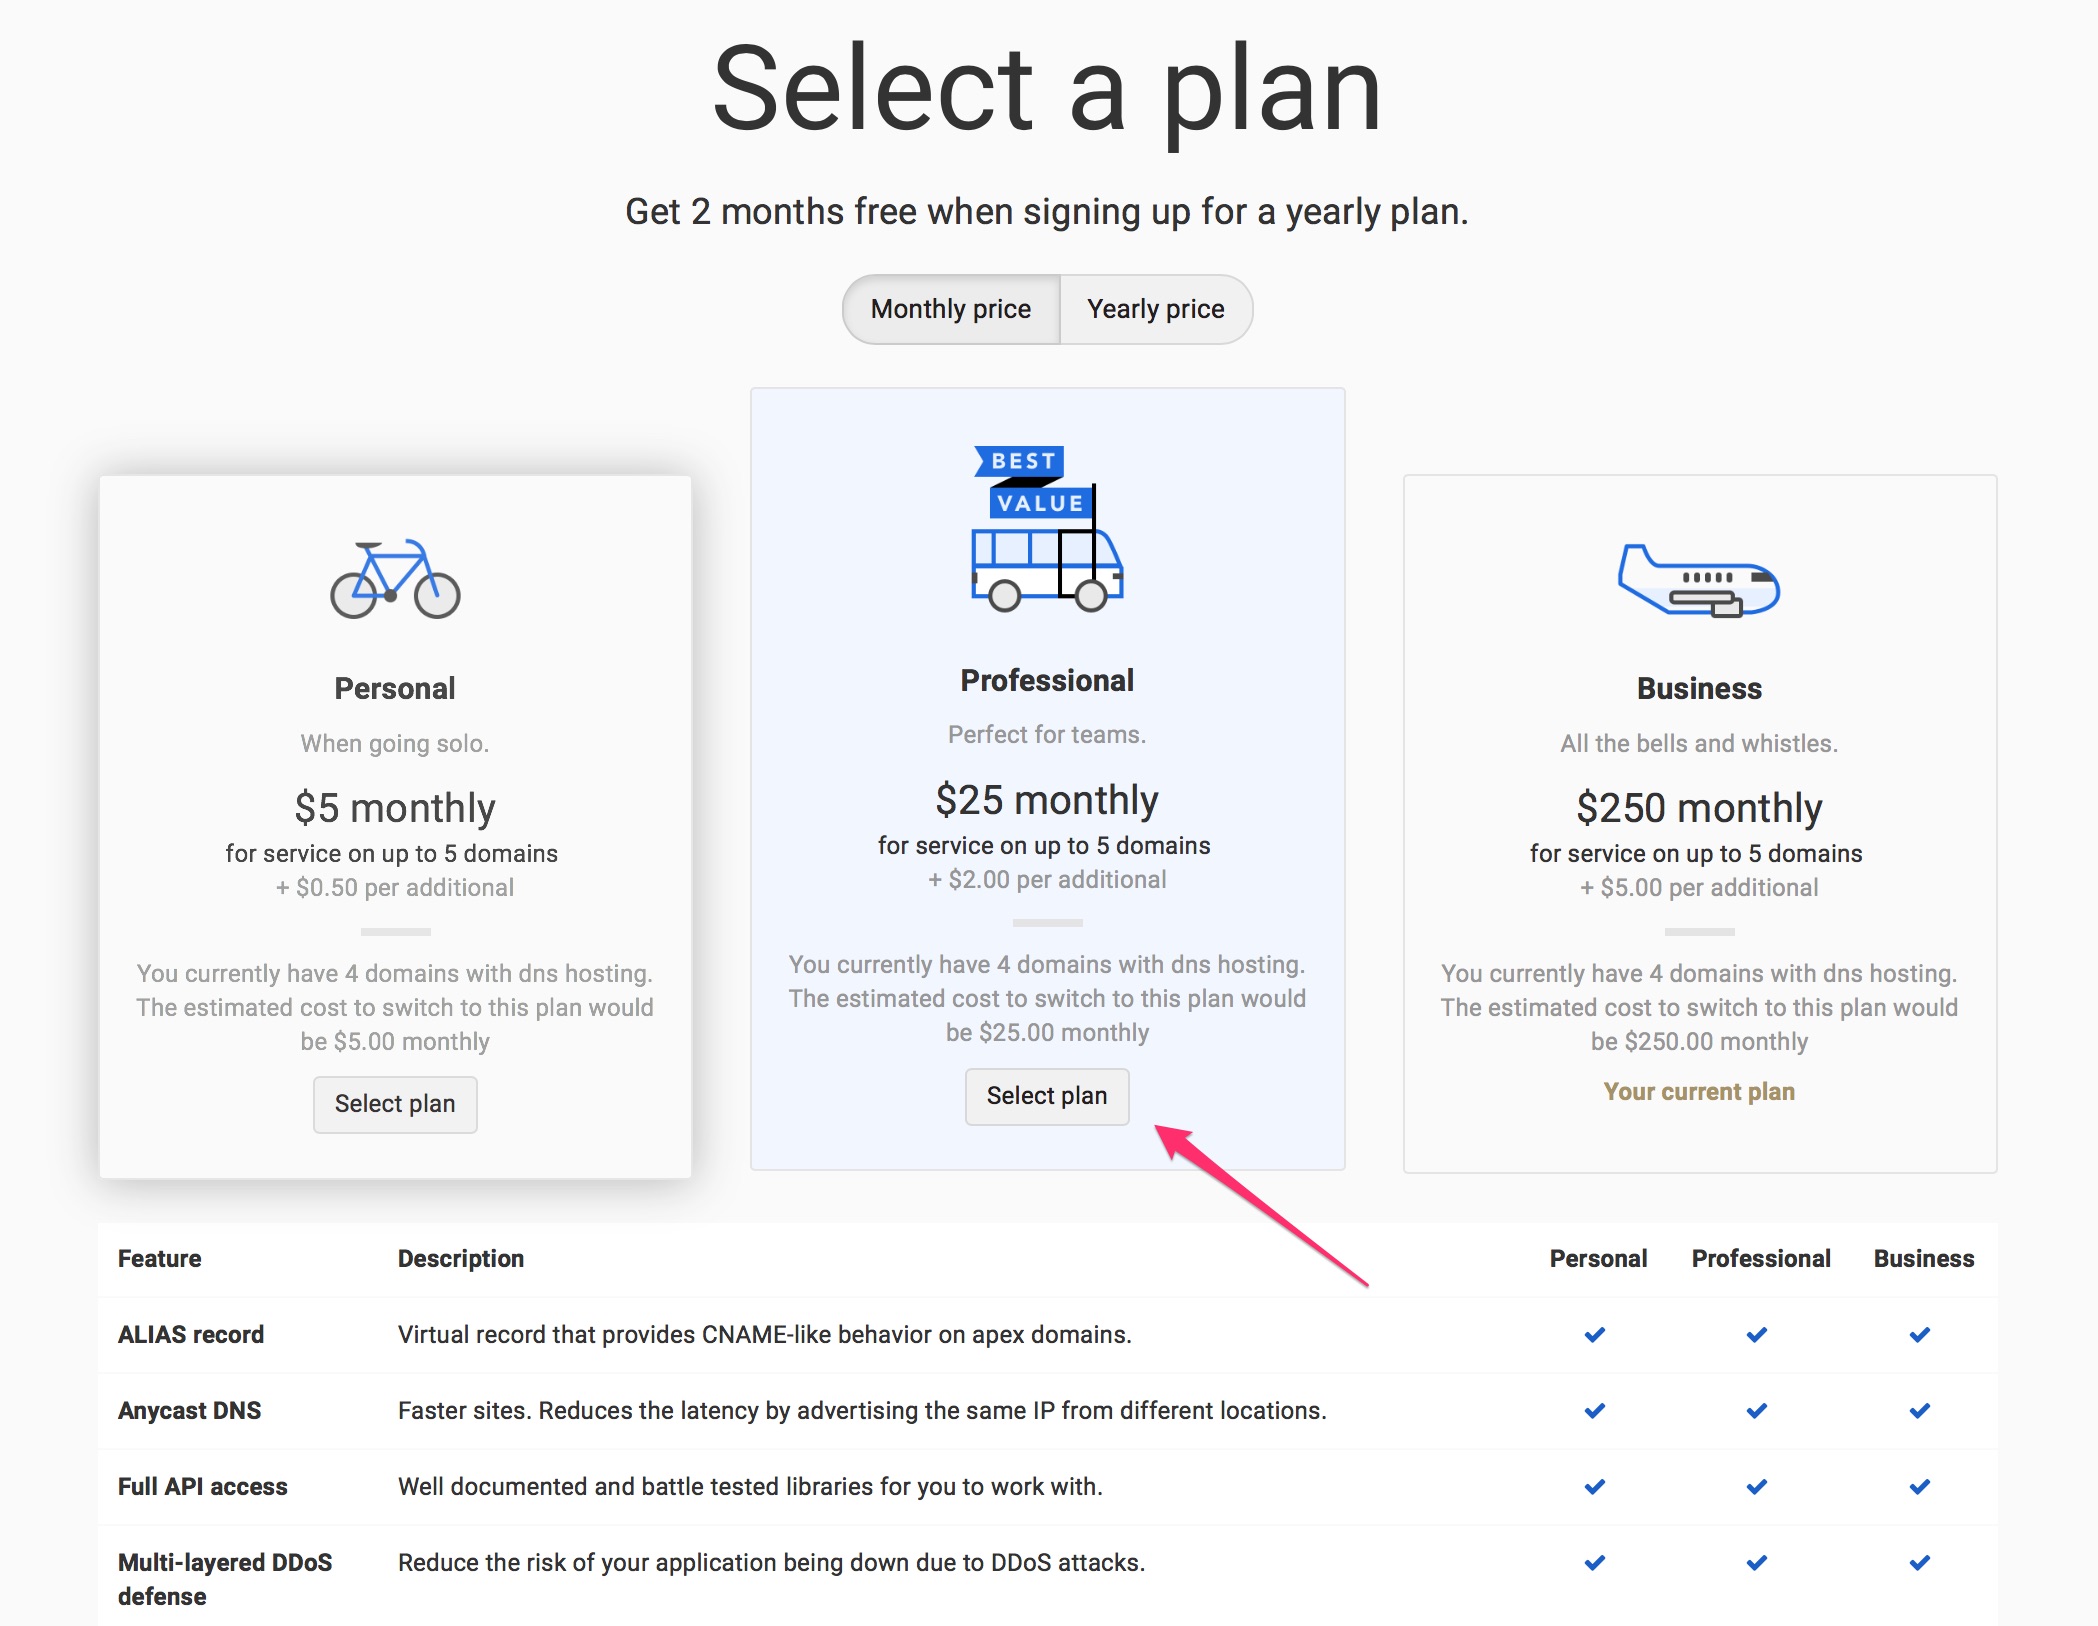 Select a plan
Get 2 months free when signing up for a yearly plan.
Monthly price
Yearly price
Personal
When going solo.
$5 monthly
for service on up to 5 domains
+ $0.50 per additional
You currently have 4 domains with dns hosting.
The estimated cost to switch to this plan would
be $5.00 monthly
Select plan
BEST
VALUE
Professional
Perfect for teams.
$25 monthly
for service on up to 5 domains
+ $2.00 per additional
You currently have 4 domains with dns hosting.
The estimated cost to switch to this plan would
be $25.00 monthly
Select plan
Business
All the bells and whistles.
$250 monthly
for service on up to 5 domains
+ $5.00 per additional
You currently have 4 domains with dns hosting.
The estimated cost to switch to this plan would
be $250.00 monthly
Your current plan
Feature Description Personal Professional Business
ALIAS record Virtual record that provides CNAME-like behavior on apex domains.
Anycast DNS Faster sites. Reduces the latency by advertising the same IP from different locations.
Full API access Well documented and battle tested libraries for you to work with.
Multi-layered DDoS Reduce the risk of your application being down due to DDoS attacks.
defense